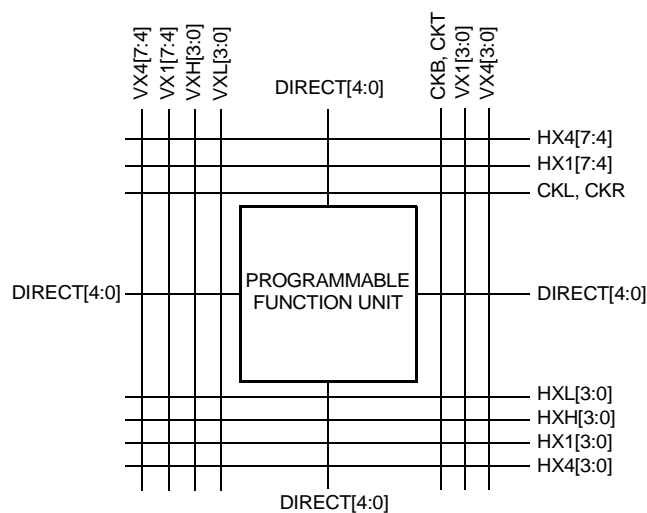 VX4[7:4]
VX1[7:4]
VXH[3:0]
VXL[3:0]
DIRECT[4:0]
CKB, CKT
VX1[3:0]
VX4[3:0]
HX4[7:4]
HX1[7:4]
CKL, CKR
PROGRAMMABLE
FUNCTION UNIT
DIRECT[4:0]
DIRECT[4:0]
HXL[3:0]
HXH[3:0]
HX1[3:0]
HX4[3:0]
DIRECT[4:0]